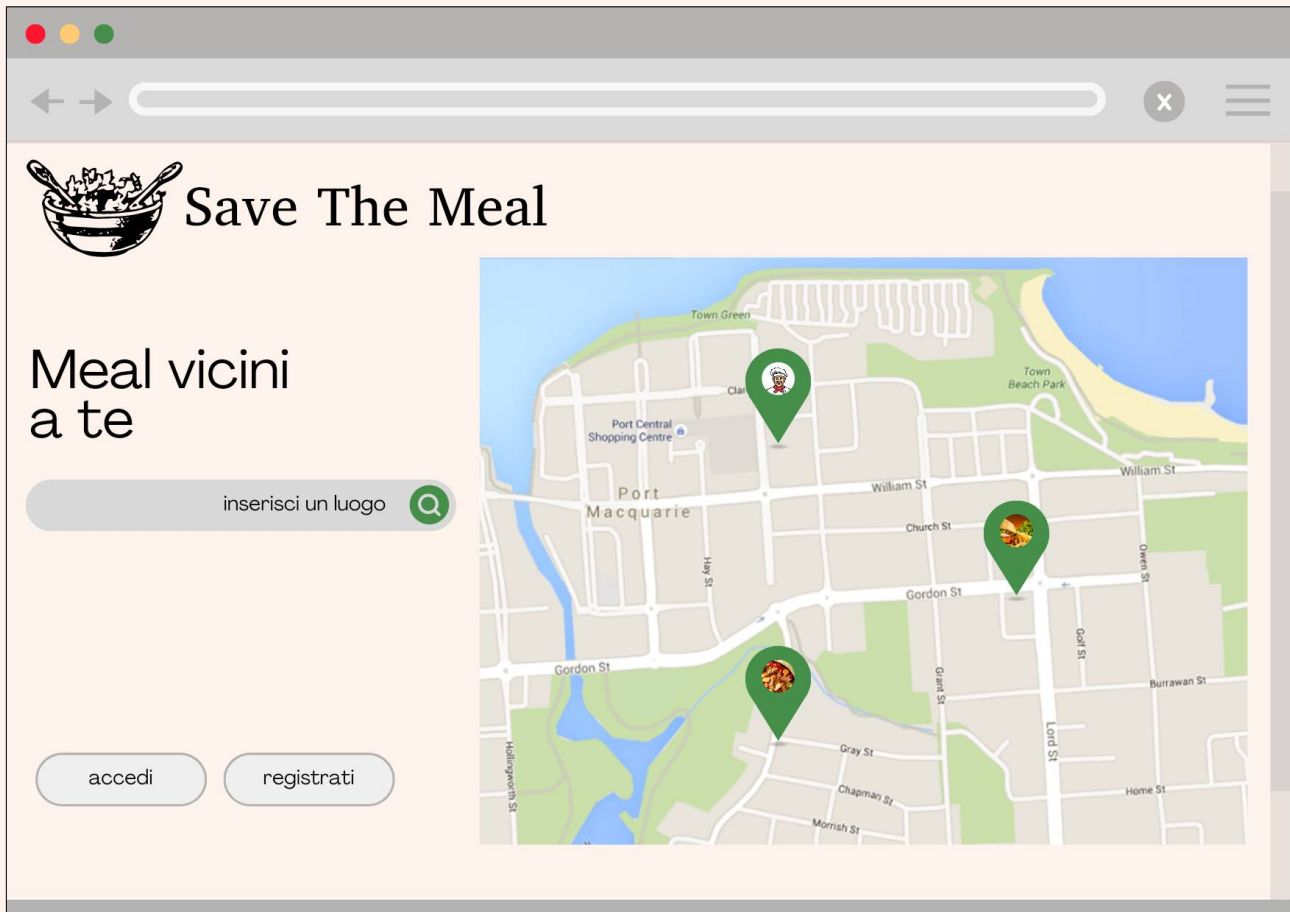 x
Save The Meal
Meal vicini
a te
inserisci un luogo
accedi
registrati
Town Green
Town
Beach Park
Port Central
Shopping Centre
Port
Macquarie
William St
William St
Church St
Hay St
Owen St
Gordon St
Gordon St
Golf St
Grant St
Burrawan St
Lord St
Hollingworth St
Gray St
Chapman St
Home St
Morrish St